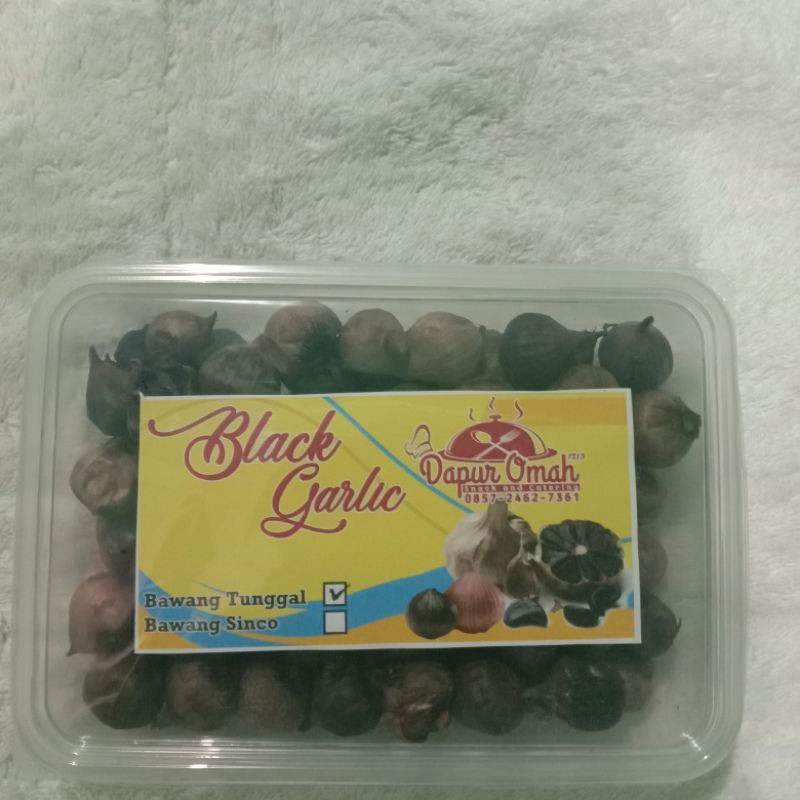 Black
Garlic
Dapur Omah
Snack and Catering
0857-2462-7361
Bawang Tunggal
Bawang Sinco